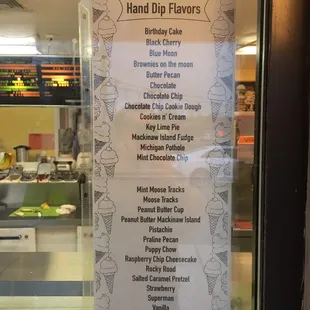 Hand Dip Flavors
Birthday Cake
Black Cherry
Blue Moon
Brownies on the moon
Butter Pecan
Chocolate
Chocolate Chip
Chocolate Chip Cookie Dough
Cookies n' Cream
Key Lime Pie
Mackinaw Island Fudge
Michigan Pothole
Mint Chocolate Chip
Mint Moose Tracks
Moose Tracks
Peanut Butter Cup
Peanut Butter Mackinaw Island
Pistachio
Praline Pecan
Puppy Chow
Raspberry Chip Cheesecake
Rocky Road
Salted Caramel Pretzel
Strawberry
Superman
Vanilla